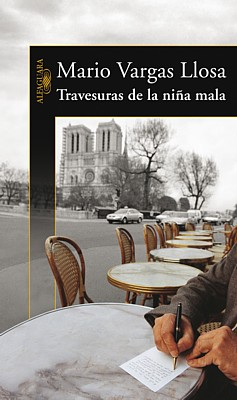 ALFAGUARA
Mario Vargas Llosa
Travesuras de la niña mala